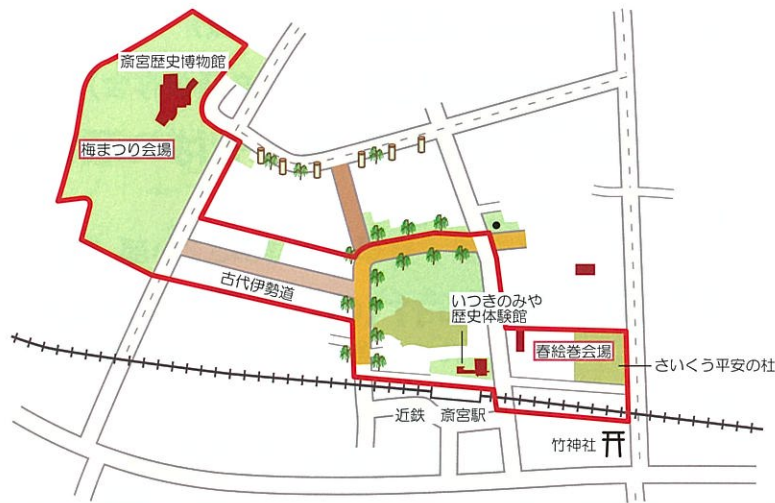 斎宮歴史博物館
梅まつり会場
古代伊勢道
いつきのみや
歴史体験館
春絵巻会場
さいくう平安の杜
近鉄 斎宮駅
竹神社